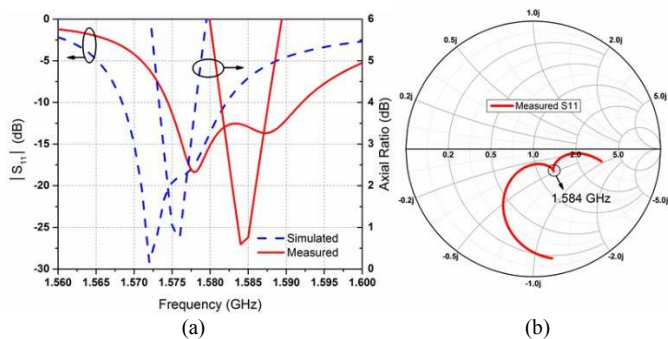 0
-5
-10
-15
-20
-25
-30
|S11| (dB)
6
5
4
3
2
1
0
Axial Ratio (dB)
Simulated
Measured
1.560 1.565 1.570 1.575 1.580 1.585 1.590 1.595 1.600
Frequency (GHz)
(a)
1.0j
0.5j
2.0j
0.2j
5.0j
Measured S11
0.2 0.5 1.0 2.0 5.0
1.584 GHz
-0.2j
-5.0j
-0.5j
-2.0j
-1.0j
(b)